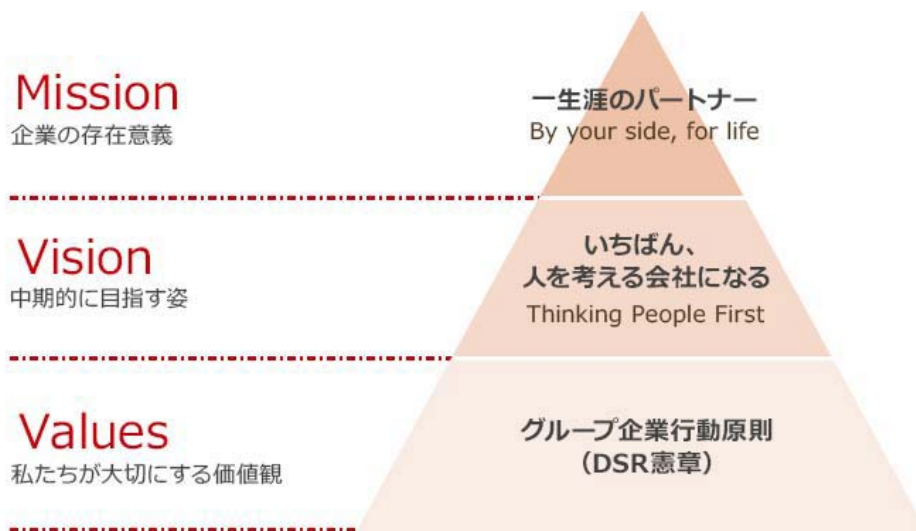 Mission
企業の存在意義
一生涯のパートナー
By your side, for life
Vision
中期的に目指す姿
いちばん、
人を考える会社になる
Thinking People First
Values
私たちが大切にする価値観
グループ企業行動原則
（DSR憲章）